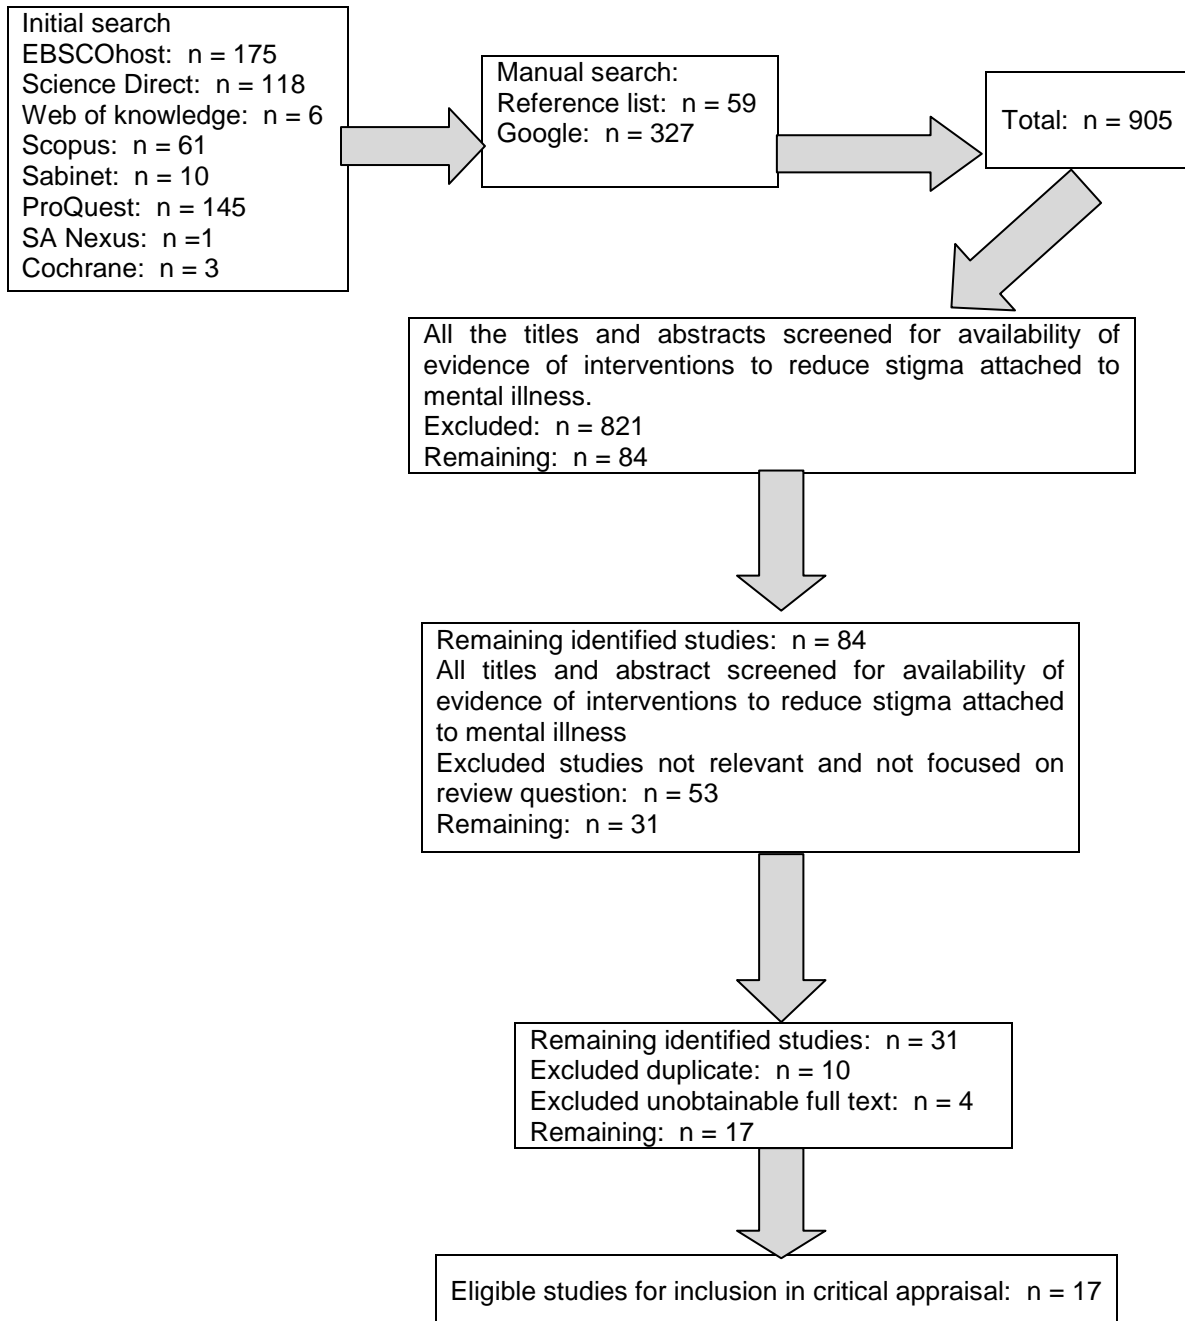 Initial search
EBSCOhost: n = 175
Science Direct: n = 118
Web of knowledge: n = 6
Scopus: n = 61
Sabinet: n = 10
ProQuest: n = 145
SA Nexus: n =1
Cochrane: n = 3
Manual search:
Reference list: n = 59
Google: n = 327
Total: n = 905
All the titles and abstracts screened for availability of
evidence of interventions to reduce stigma attached to
mental illness.
Excluded: n = 821
Remaining: n = 84
Remaining identified studies: n = 84
All titles and abstract screened for availability of
evidence of interventions to reduce stigma attached
to mental illness
Excluded studies not relevant and not focused on
review question: n = 53
Remaining: n = 31
Remaining identified studies: n = 31
Excluded duplicate: n = 10
Excluded unobtainable full text: n = 4
Remaining: n = 17
Eligible studies for inclusion in critical appraisal: n = 17